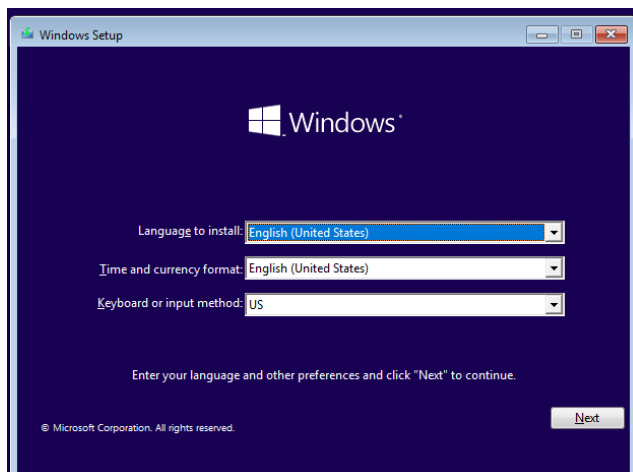 Windows Setup
Windows
Language to install: English (United States)
Time and currency format: English (United States)
Keyboard or input method: US
Enter your language and other preferences and click "Next" to continue.
Next
© Microsoft Corporation. All rights reserved.